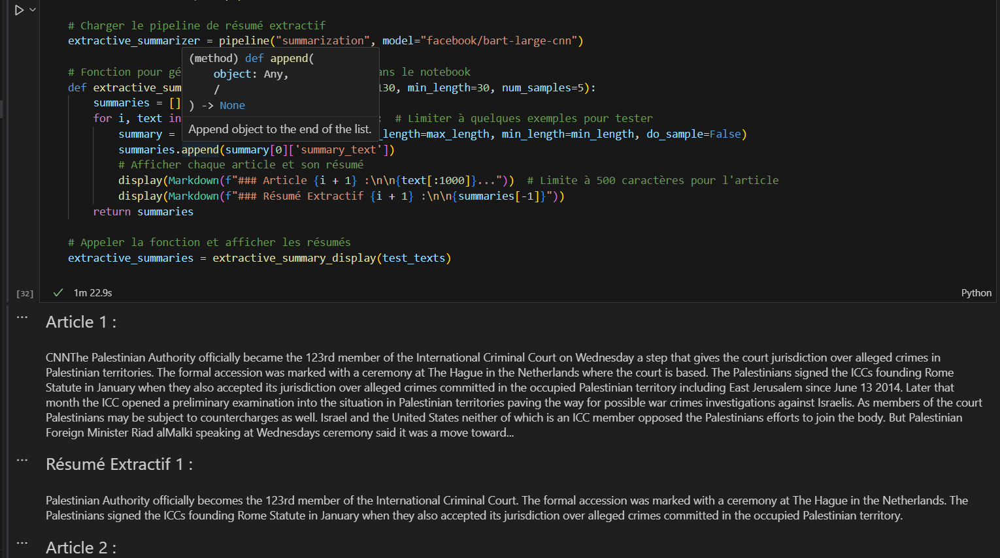 # Charger le pipeline de résumé extractif
extractive_summarizer = pipeline("summarization", model="facebook/bart-large-cnn")
(method) def append(
# Fonction pour gé
ans le notebook
object: Any,
def extractive_sum
130, min_length=30, num_samples=5):
/
summaries = []
) -> None
for i, text in
: # Limiter à quelques exemples pour tester
Append object to the end of the list.
summary =
_length=max_length, min_length=min_length, do_sample=False)
summaries.append(summary[0]['summary_text'])
# Afficher chaque article et son résumé
display(Markdown(f"### Article {i + 1} :\n\n{text[:1000]}...")) # Limite à 500 caractères pour l'article
display(Markdown(f"### Résumé Extractif {i + 1} :\n\n{summaries[-1]}"))
return summaries
# Appeler la fonction et afficher les résumés
extractive_summaries = extractive_summary_display(test_texts)
[32]
1m 22.9s
Python
Article 1 :
CNNThe Palestinian Authority officially became the 123rd member of the International Criminal Court on Wednesday a step that gives the court jurisdiction over alleged crimes in
Palestinian territories. The formal accession was marked with a ceremony at The Hague in the Netherlands where the court is based. The Palestinians signed the ICCs founding Rome
Statute in January when they also accepted its jurisdiction over alleged crimes committed in the occupied Palestinian territory including East Jerusalem since June 13 2014. Later that
month the ICC opened a preliminary examination into the situation in Palestinian territories paving the way for possible war crimes investigations against Israelis. As members of the court
Palestinians may be subject to countercharges as well. Israel and the United States neither of which is an ICC member opposed the Palestinians efforts to join the body. But Palestinian
Foreign Minister Riad alMalki speaking at Wednesdays ceremony said it was a move toward...
Résumé Extractif 1 :
Palestinian Authority officially becomes the 123rd member of the International Criminal Court. The formal accession was marked with a ceremony at The Hague in the Netherlands. The
Palestinians signed the ICCs founding Rome Statute in January when they also accepted its jurisdiction over alleged crimes committed in the occupied Palestinian territory.
Article 2 :